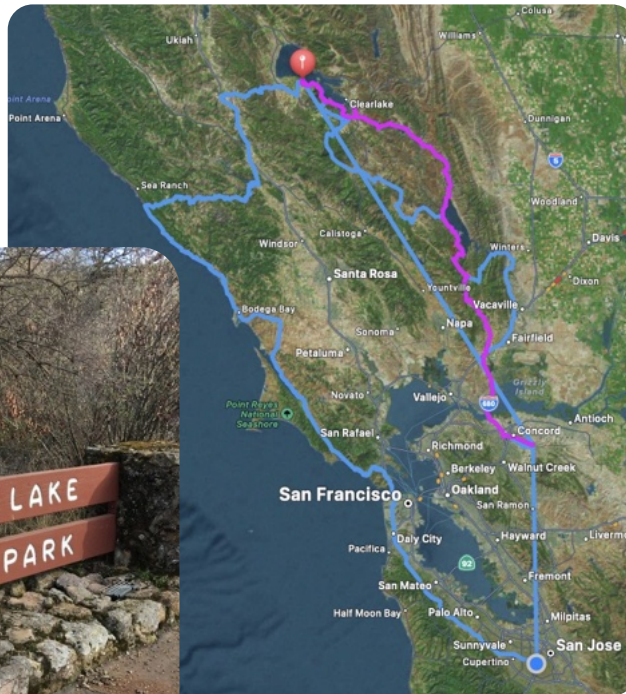 Colusa
Ukiah
Williams
oint Arena
Point Arena
Clearlake
Dunnigan
5
Sea Ranch
Woodland
Calistoga
Windsor
Winters
Davis
Santa Rosa
Yountville
Dixon
Vacaville
Bodega Bay
Sonoma
Napa
Fairfield
Petaluma
Grizzly
Island
Point Reyes
National
Seashore
Novato
Vallejo
680
Antioch
San Rafael
Richmond
Concord
Berkeley
Walnut Creek
LAKE
PARK
San Francisco
Oakland
San Ramon
Daly City
Hayward
Liverm
Pacifica
92
San Mateo
Fremont
Half Moon Bay
Palo Alto
Milpitas
Sunnyvale
San Jose
Cupertino